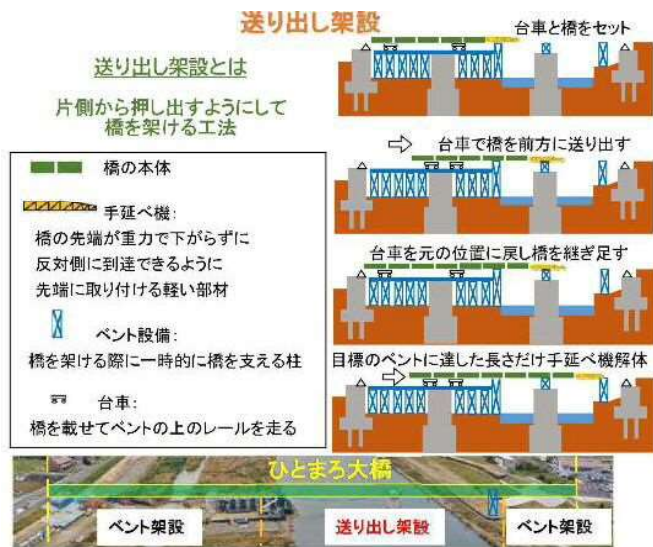 送り出し架設
送り出し架設とは
片側から押し出すようにして
橋を架ける工法
橋の本体
手延べ機:
橋の先端が重力で下がらずに
反対側に到達できるように
先端に取り付ける軽い部材
ベント設備:
橋を架ける際に一時的に橋を支える柱
台車:
橋を載せてベントの上のレールを走る
台車と橋をセット
台車で橋を前方に送り出す
台車を元の位置に戻し橋を継ぎ足す
目標のベントに達した長さだけ手延べ機解体
ひとまろ大橋
ベント架設
送り出し架設
ベント架設